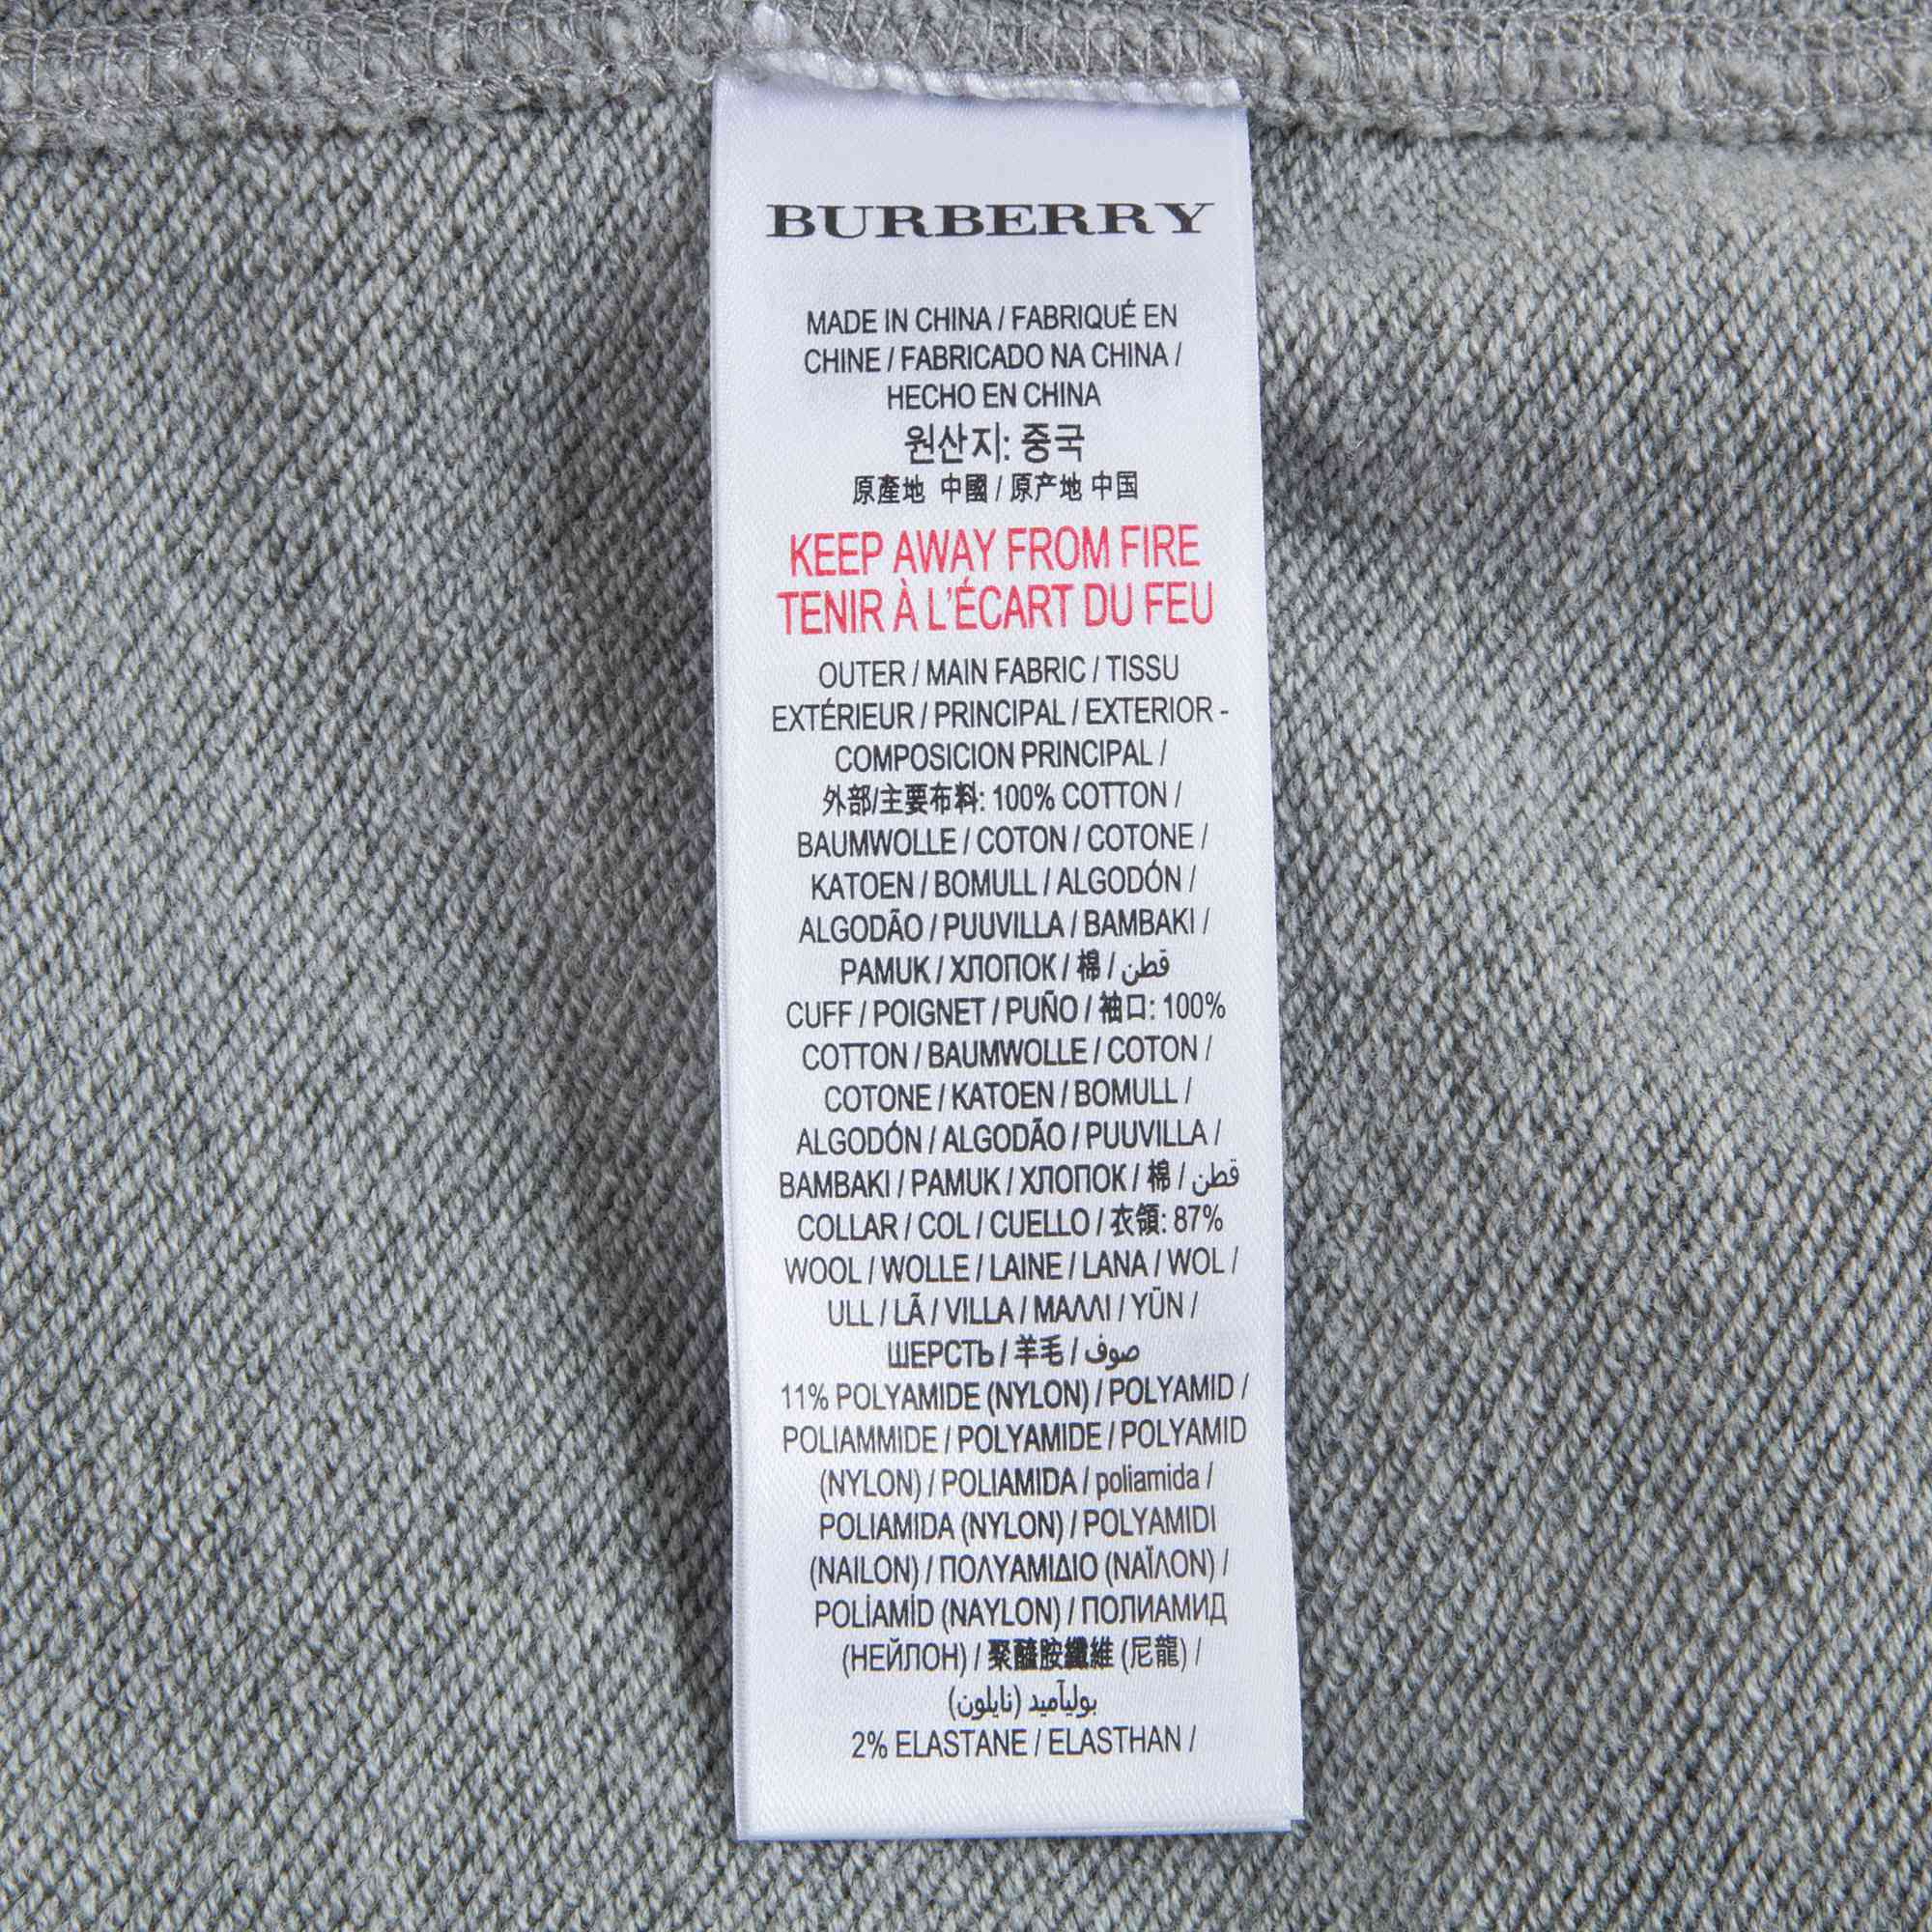 BURBERRY
MADE IN CHINA / FABRIQUÉ EN
CHINE / FABRICADO NA CHINA /
HECHO EN CHINA
원산지: 중국
原產地 中國 / 原产地 中国
KEEP AWAY FROM FIRE
TENIR À L'ÉCART DU FEU
OUTER / MAIN FABRIC / TISSU
EXTÉRIEUR / PRINCIPAL / EXTERIOR -
COMPOSICION PRINCIPAL /
外部/主要布料: 100% COTTON /
BAUMWOLLE / COTON / COTONE /
KATOEN / BOMULL / ALGODÓN /
ALGODÃO / PUUVILLA / BAMBAKI /
PAMUK / ХЛОПОК / 棉 / قطن
CUFF / POIGNET / PUÑO / 袖口: 100%
COTTON / BAUMWOLLE / COTON /
COTONE / KATOEN / BOMULL /
ALGODÓN / ALGODÃO / PUUVILLA /
BAMBAKI / PAMUK / ХЛОПОК / 棉 / قطن
COLLAR / COL / CUELLO / 衣領: 87%
WOOL / WOLLE / LAINE / LANA / WOL /
ULL / LÃ / VILLA / ΜΑΛΛΙ / YÜN /
ШЕРСТЬ / 羊毛 / صوف
11% POLYAMIDE (NYLON) / POLYAMID /
POLIAMMIDE / POLYAMIDE / POLYAMID
(NYLON) / POLIAMIDA / poliamida /
POLIAMIDA (NYLON) / POLYAMIDI
(NAILON) / ΠΟΛΥΑΜΙΔΙΟ (ΝΑΪΛΟΝ) /
POLİAMİD (NAYLON) / ПОЛИАМИД
(НЕЙЛОН) / 聚醯胺纖維 (尼龍) /
بوليآميد (نايلون)
2% ELASTANE / ELASTHAN /